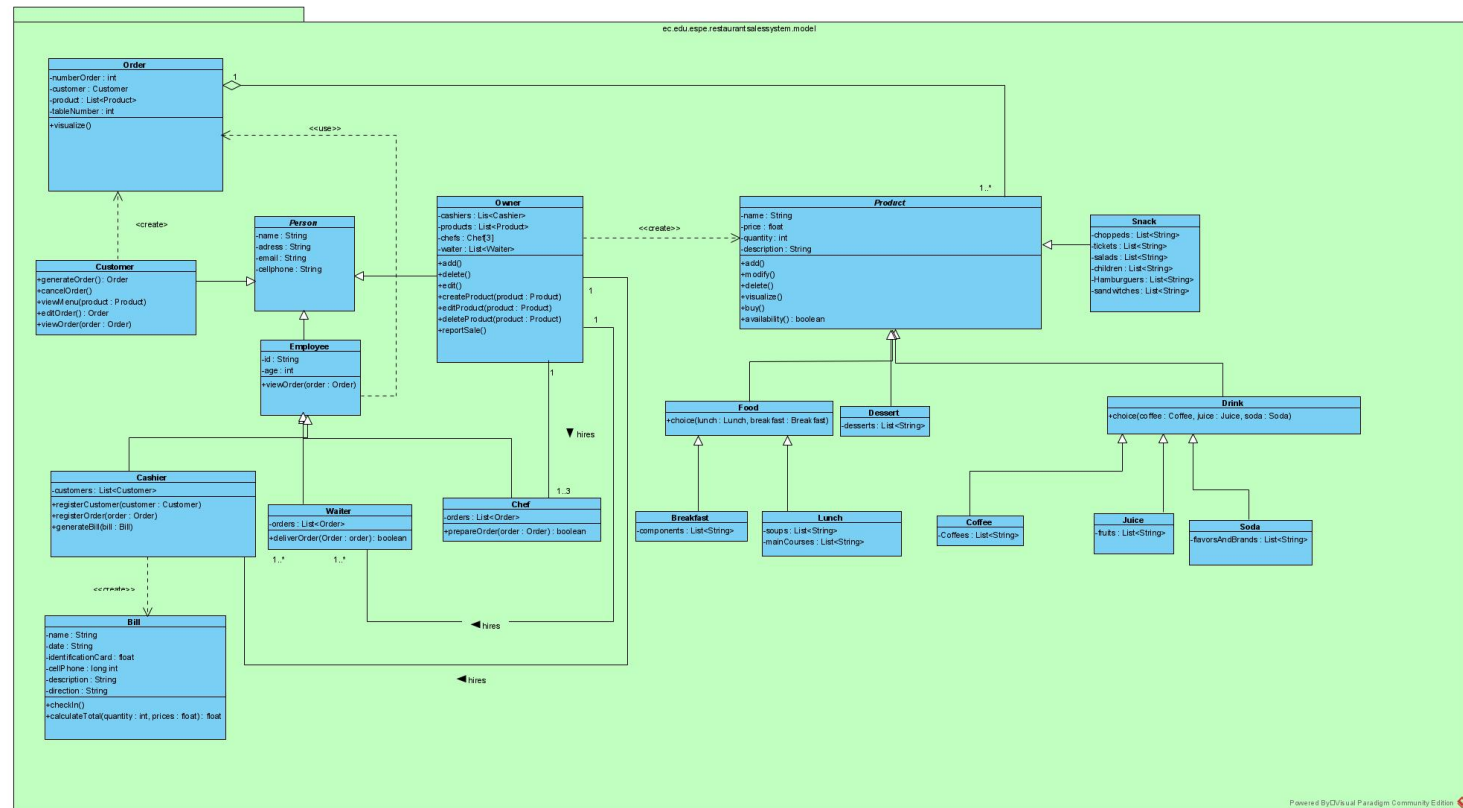 ec.edu.espe.restaurantsalessystem.model
Order
-numberOrder : int
-customer : Customer
-product : List<Product>
-tableNumber : int
+visualize()
1
<<use>>
1..*
<create>
Person
-name : String
-adress : String
-email : String
-cellphone : String
Owner
-cashiers : Lis<Cashier>
-products : List<Product>
-chefs : Chef[3]
-waiter : List<Waiter>
+add()
+delete()
+edit()
+createProduct(product : Product)
+editProduct(product : Product)
+deleteProduct(product : Product)
+reportSale()
<<create>>
Product
-name : String
-price : float
-quantity : int
-description : String
+add()
+modify()
+delete()
+visualize()
+buy()
+availability() : boolean
Snack
-choppeds : List<String>
-tickets : List<String>
-salads : List<String>
-children : List<String>
-Hamburguers : List<String>
-sandwitches : List<String>
Customer
+generateOrder() : Order
+cancelOrder()
+viewMenu(product : Product)
+editOrder() : Order
+viewOrder(order : Order)
1
1
1
Employee
-id : String
-age : int
+viewOrder(order : Order)
hires
Food
+choice(lunch : Lunch, breakfast : Breakfast)
Dessert
-desserts : List<String>
Drink
+choice(coffee : Coffee, juice : Juice, soda : Soda)
Cashier
-customers : List<Customer>
+registerCustomer(customer : Customer)
+registerOrder(order : Order)
+generateBill(bill : Bill)
Waiter
-orders : List<Order>
+deliverOrder(Order : order) : boolean
1..*
1..*
1..3
Chef
-orders : List<Order>
+prepareOrder(order : Order) : boolean
Breakfast
-components : List<String>
Lunch
-soups : List<String>
-mainCourses : List<String>
Coffee
-Coffees : List<String>
Juice
-fruits : List<String>
Soda
-flavorsAndBrands : List<String>
<<create>>
hires
hires
Bill
-name : String
-date : String
-identificationCard : float
-cellPhone : long int
-description : String
-direction : String
+checkIn()
+calculateTotal(quantity : int, prices : float) : float
Powered By Visual Paradigm Community Edition